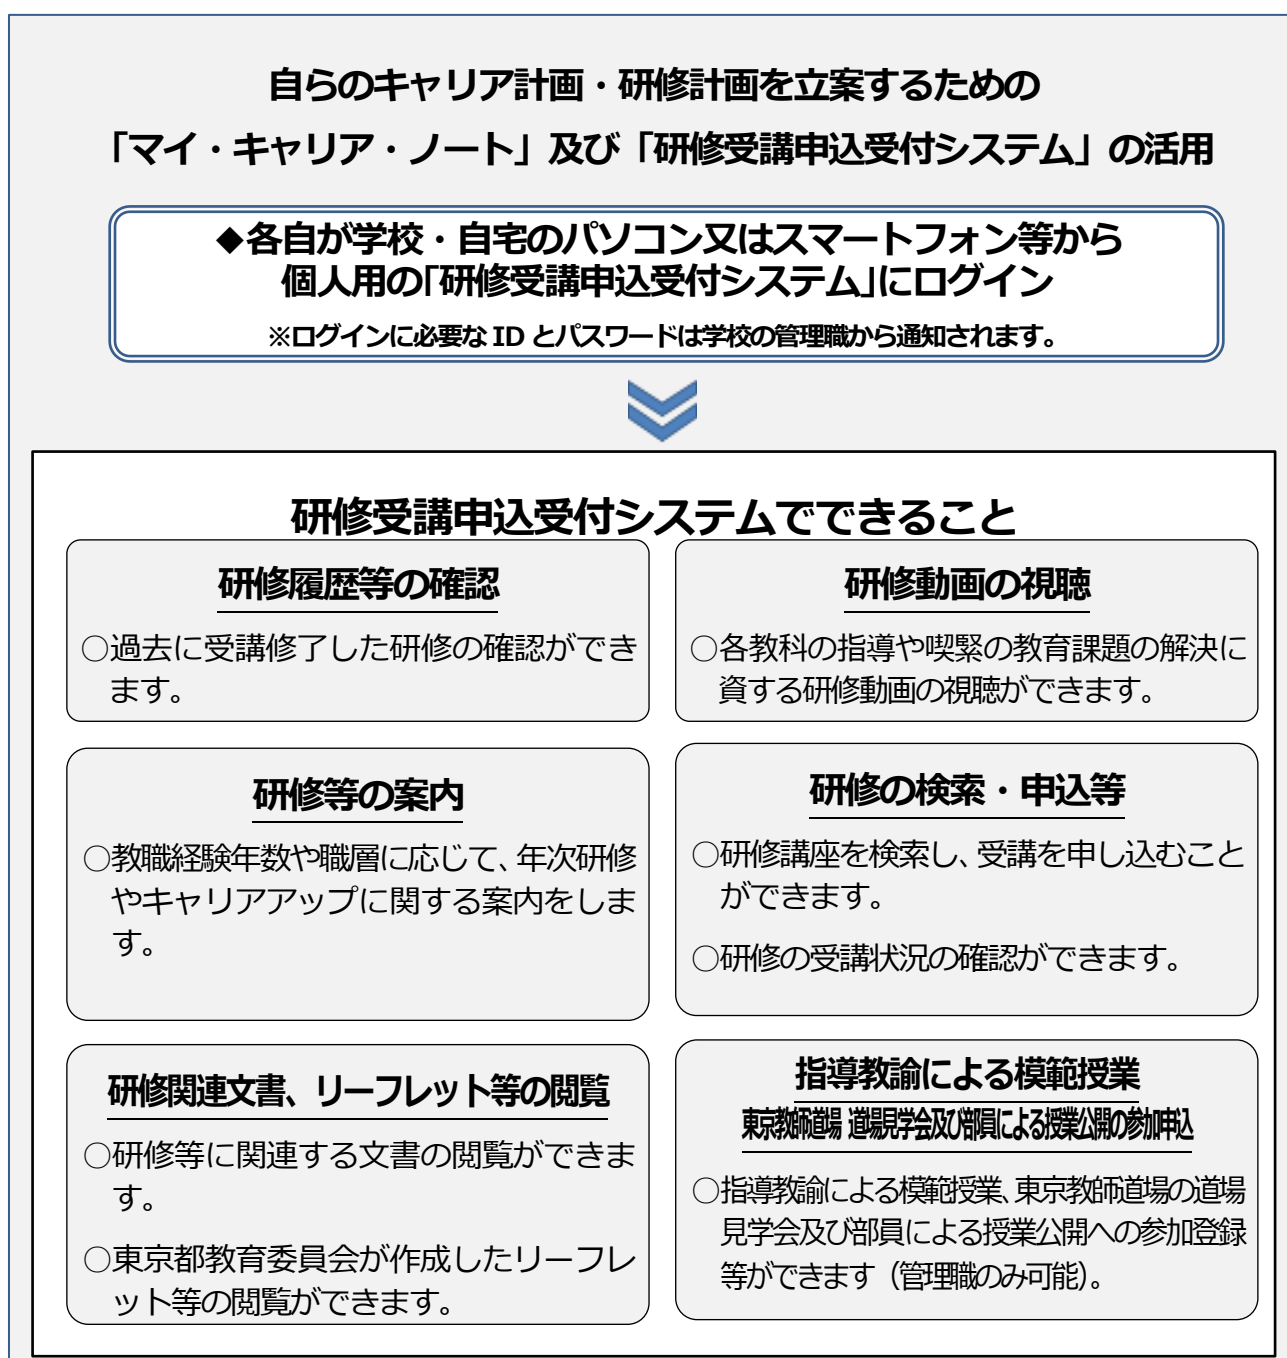 自らのキャリア計画・研修計画を立案するための
「マイ・キャリア・ノート」及び「研修受講申込受付システム」の活用
◆各自が学校・自宅のパソコン又はスマートフォン等から
個人用の「研修受講申込受付システム」にログイン
※ログインに必要な ID とパスワードは学校の管理職から通知されます。
研修受講申込受付システムでできること
研修履歴等の確認
○過去に受講修了した研修の確認ができ
ます。
研修動画の視聴
○各教科の指導や喫緊の教育課題の解決に
資する研修動画の視聴ができます。
研修等の案内
○教職経験年数や職層に応じて、年次研修
やキャリアアップに関する案内をしま
す。
研修の検索・申込等
○研修講座を検索し、受講を申し込むこと
ができます。
○研修の受講状況の確認ができます。
研修関連文書、リーフレット等の閲覧
○研修等に関連する文書の閲覧ができま
す。
○東京都教育委員会が作成したリーフレ
ット等の閲覧ができます。
指導教諭による模範授業
東京教師道場 道場見学会及び部員による授業公開の参加申込
○指導教諭による模範授業、東京教師道場の道場
見学会及び部員による授業公開への参加登録
等ができます（管理職のみ可能）。